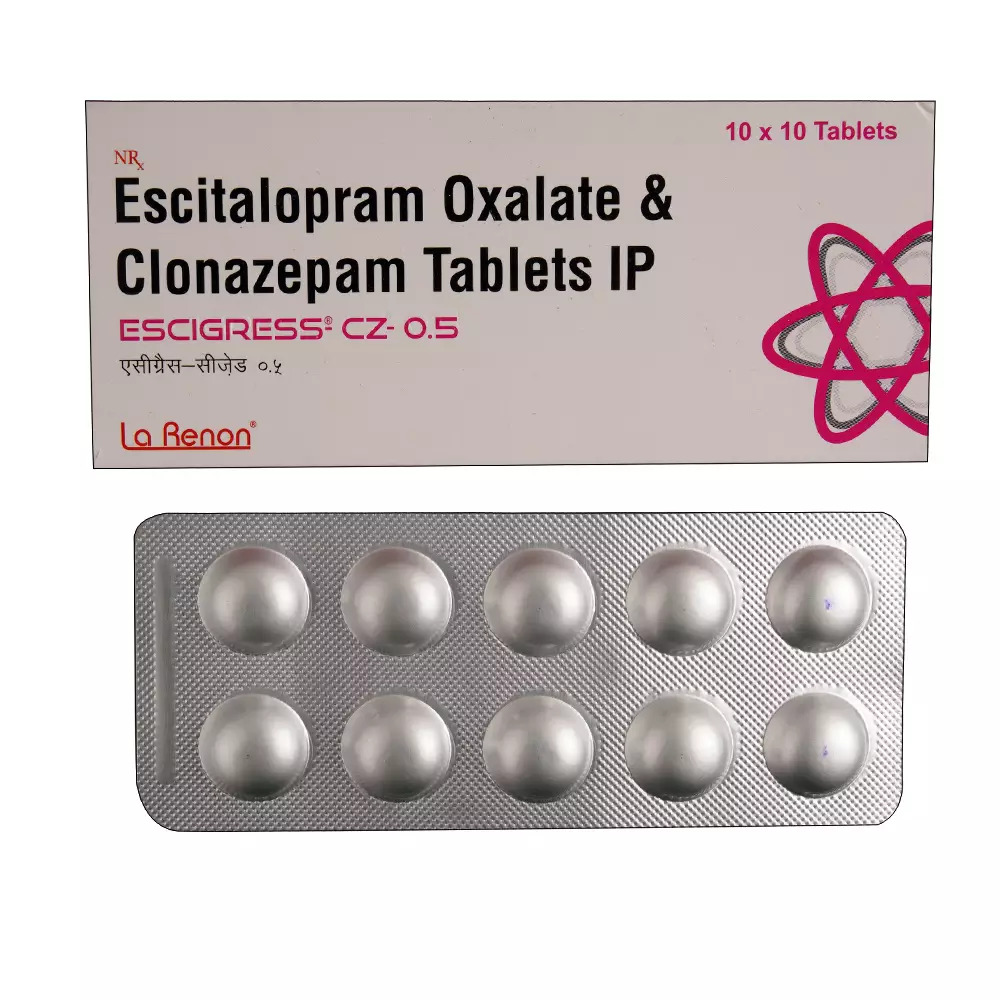 10 x 10 Tablets
NRx
Escitalopram Oxalate &
Clonazepam Tablets IP
ESCIGRESS® CZ- 0.5
एसीग्रैस–सीज़ेड ०.५
La Renon®